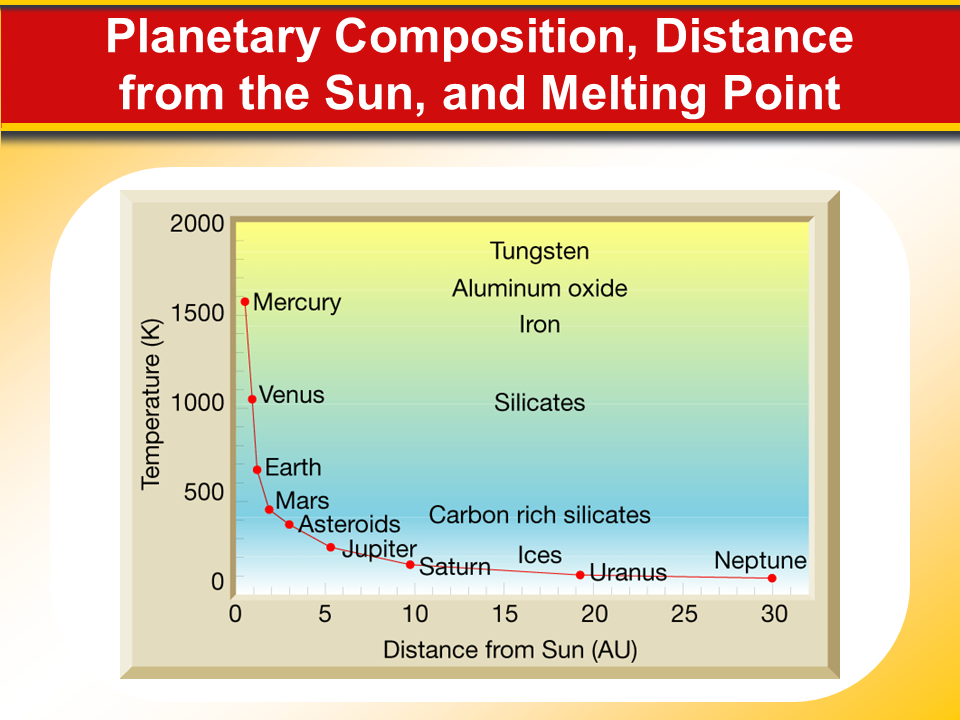 Planetary Composition, Distance
from the Sun, and Melting Point
2000
1500
1000
500
0
Temperature (K)
Tungsten
Aluminum oxide
Mercury
Iron
Venus
Silicates
Earth
Mars
Asteroids
Carbon rich silicates
Jupiter
Saturn
Ices
Uranus
Neptune
0 5 10 15 20 25 30
Distance from Sun (AU)